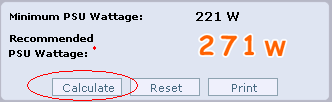 Minimum PSU Wattage: 221 W
Recommended
PSU Wattage: * 271 W
Calculate Reset Print